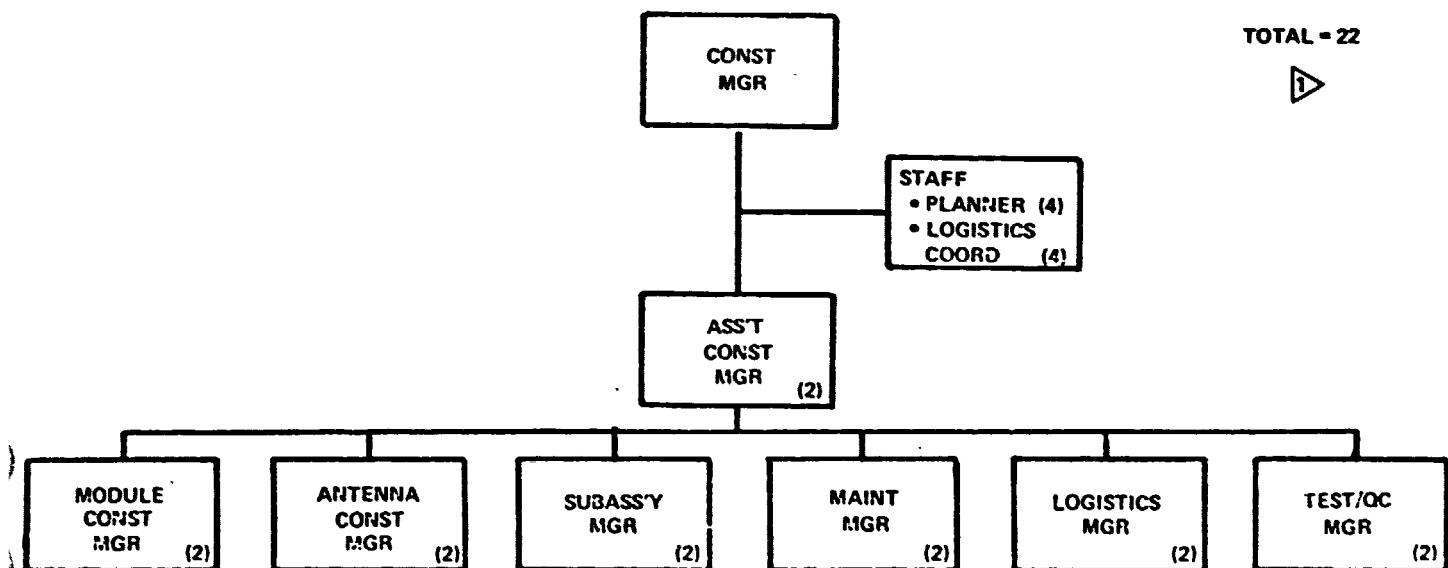 TOTAL = 22
1
CONST
MGR
STAFF
• PLANNER (4)
• LOGISTICS
COORD (4)
ASS'T
CONST
MGR (2)
MODULE
CONST
MGR (2)
ANTENNA
CONST
MGR (2)
SUBASS'Y
MGR
(2)
MAINT
MGR
(2)
LOGISTICS
MGR
(2)
TEST/QC
MGR
(2)